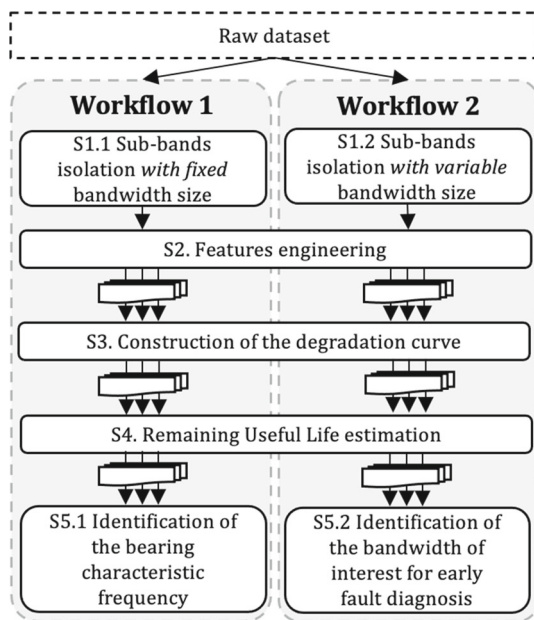 Raw dataset
Workflow 1
Workflow 2
S1.1 Sub-bands
isolation with fixed
bandwidth size
S1.2 Sub-bands
isolation with variable
bandwidth size
S2. Features engineering
S3. Construction of the degradation curve
S4. Remaining Useful Life estimation
S5.1 Identification of
the bearing
characteristic
frequency
S5.2 Identification of
the bandwidth of
interest for early
fault diagnosis